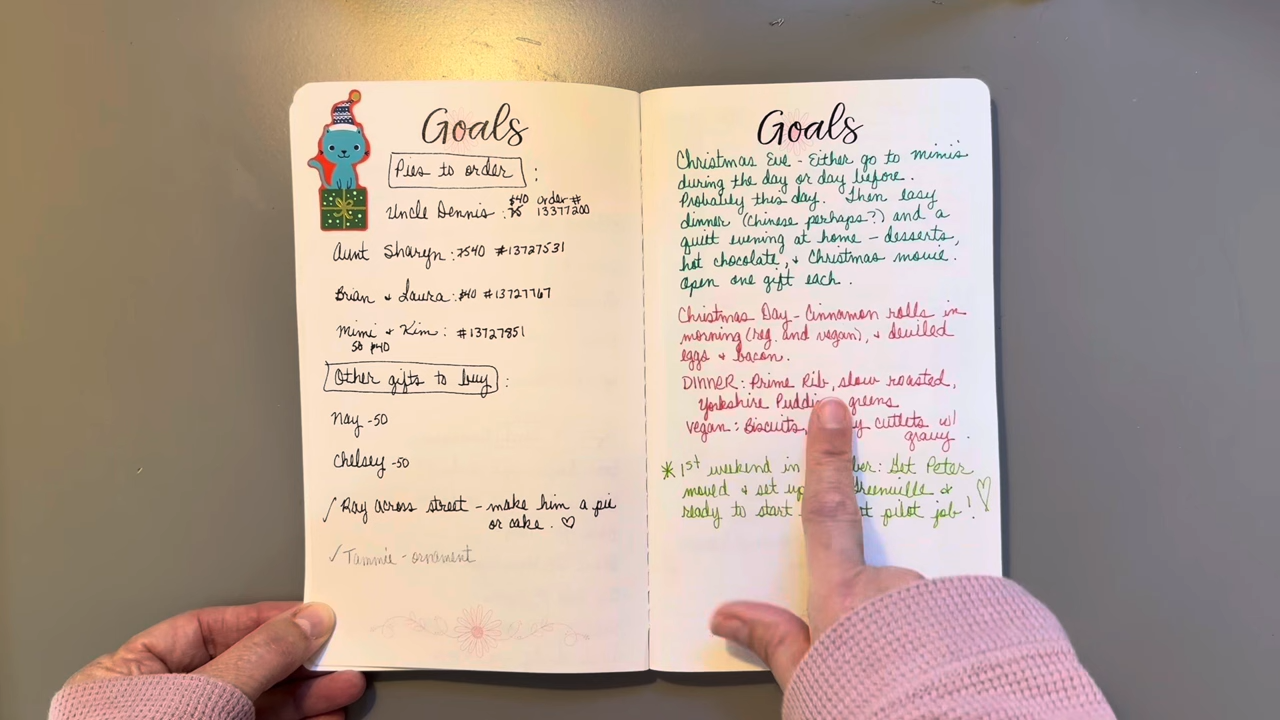 Goals
Pies to order :
$40 order #
Uncle Dennis : 75 13377200
Aunt Sharyn: $40 #13727531
Brian & Laura: $40 #13727767
Mimi & Kim: #13727851
50 $40
Other gifts to buy :
Nay -50
Chelsey -50
✓ Ray across street - make him a pie
or cake. ♡
✓ Tammie - ornament
Goals
Christmas Eve - Either go to mimi's
during the day or day before.
Probably this day. Then easy
dinner (Chinese perhaps?) and a
quiet evening at home - desserts,
hot chocolate, & Christmas movie.
Open one gift each.
Christmas Day - Cinnamon rolls in
morning (reg. and vegan), & deviled
eggs & bacon.
DINNER: Prime Rib, slow roasted,
Yorkshire greens
Vegan: Biscuits, cutlets w/
gravy.
* 1st weekend in : Get Peter
moved & set up Greenville &
ready to start pilot job! ♡